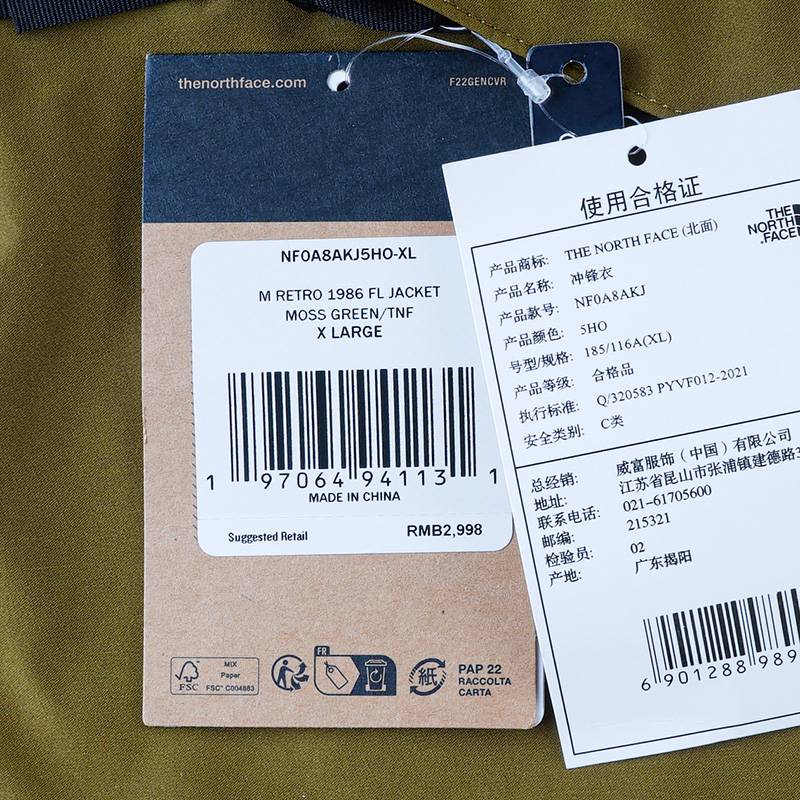 thenorthface.com
F22GENCVR
NF0A8AKJ5HO-XL
M RETRO 1986 FL JACKET
MOSS GREEN/TNF
X LARGE
1 97064 94113 1
MADE IN CHINA
Suggested Retail RMB2,998
FSC
MIX
Paper
FSC® C004863
FR
紙
PAP 22
RACCOLTA
CARTA
使用合格证
THE
NORTH
FACE
产品商标: THE NORTH FACE (北面)
产品名称: 冲锋衣
产品款号: NF0A8AKJ
产品颜色: 5HO
号型/规格: 185/116A(XL)
产品等级: 合格品
执行标准: Q/320583 PYVF012-2021
安全类别: C类
总经销: 威富服饰（中国）有限公司
地址: 江苏省昆山市张浦镇建德路3
联系电话: 021-61705600
邮编: 215321
检验员: 02
产地: 广东揭阳
6 901288 989